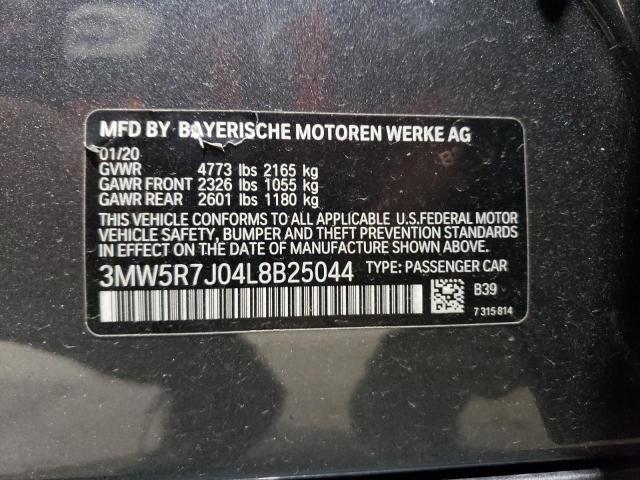 MFD BY BAYERISCHE MOTOREN WERKE AG
01/20
GVWR 4773 lbs 2165 kg
GAWR FRONT 2326 lbs 1055 kg
GAWR REAR 2601 lbs 1180 kg
THIS VEHICLE CONFORMS TO ALL APPLICABLE U.S.FEDERAL MOTOR
VEHICLE SAFETY, BUMPER AND THEFT PREVENTION STANDARDS
IN EFFECT ON THE DATE OF MANUFACTURE SHOWN ABOVE.
3MW5R7J04L8B25044 TYPE: PASSENGER CAR
B39
7315814